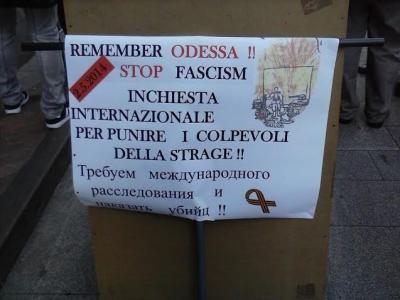 REMEMBER ODESSA !!
2.5.2014
STOP FASCISM
INCHIESTA
INTERNAZIONALE
PER PUNIRE I COLPEVOLI
DELLA STRAGE !!
Требуем международного
расследования и
наказать убийц !!